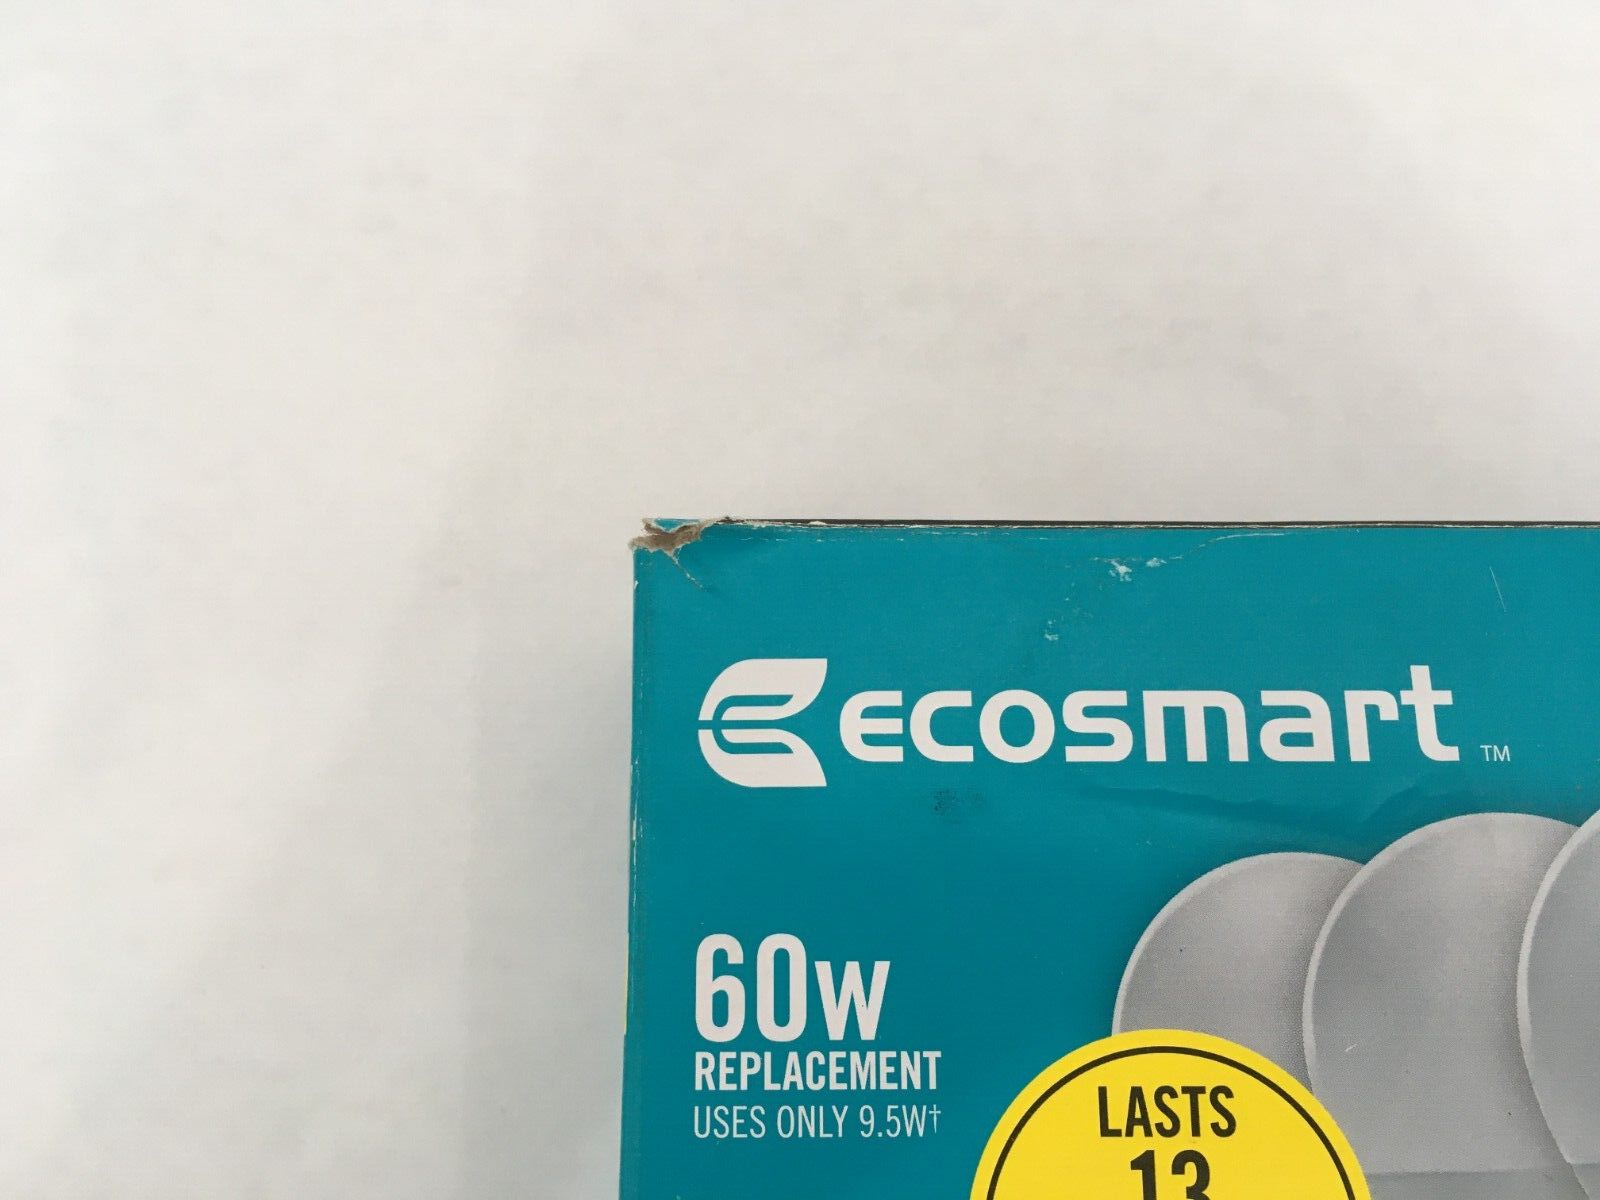 ECOSMART™
60W
REPLACEMENT
USES ONLY 9.5W†
LASTS
13